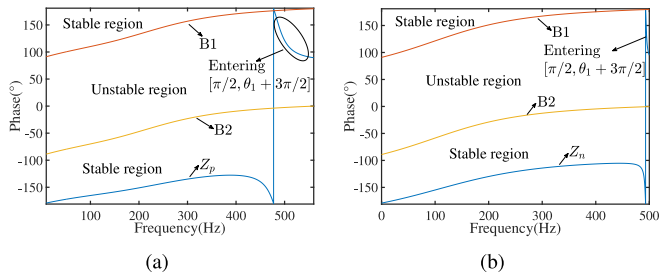 Stable region
B1
Entering
[π/2, θ₁ + 3π/2]
Unstable region
B2
Stable region
Z_p
Phase(°)
150
100
50
0
-50
-100
-150
100
200
300
400
500
Frequency(Hz)
(a)
Stable region
B1
Entering
[π/2, θ₁ + 3π/2]
Unstable region
B2
Stable region
Z_n
Phase(°)
150
100
50
0
-50
-100
-150
0
100
200
300
400
500
Frequency(Hz)
(b)